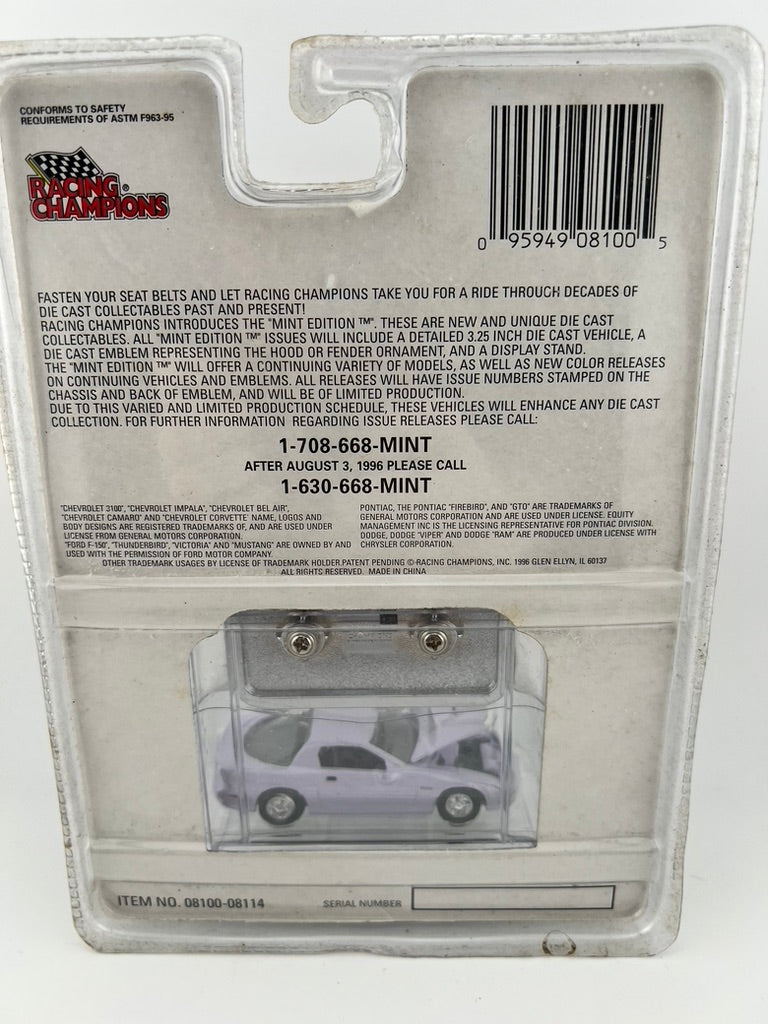 CONFORMS TO SAFETY
REQUIREMENTS OF ASTM F963-95
RACING
CHAMPIONS
0 95949 08100 5
FASTEN YOUR SEAT BELTS AND LET RACING CHAMPIONS TAKE YOU FOR A RIDE THROUGH DECADES OF
DIE CAST COLLECTABLES PAST AND PRESENT!
RACING CHAMPIONS INTRODUCES THE "MINT EDITION ™". THESE ARE NEW AND UNIQUE DIE CAST
COLLECTABLES. ALL "MINT EDITION ™" ISSUES WILL INCLUDE A DETAILED 3.25 INCH DIE CAST VEHICLE, A
DIE CAST EMBLEM REPRESENTING THE HOOD OR FENDER ORNAMENT, AND A DISPLAY STAND.
THE "MINT EDITION ™" WILL OFFER A CONTINUING VARIETY OF MODELS, AS WELL AS NEW COLOR RELEASES
ON CONTINUING VEHICLES AND EMBLEMS. ALL RELEASES WILL HAVE ISSUE NUMBERS STAMPED ON THE
CHASSIS AND BACK OF EMBLEM, AND WILL BE OF LIMITED PRODUCTION.
DUE TO THIS VARIED AND LIMITED PRODUCTION SCHEDULE, THESE VEHICLES WILL ENHANCE ANY DIE CAST
COLLECTION. FOR FURTHER INFORMATION REGARDING ISSUE RELEASES PLEASE CALL:
1-708-668-MINT
AFTER AUGUST 3, 1996 PLEASE CALL
1-630-668-MINT
"CHEVROLET 3100", "CHEVROLET IMPALA", "CHEVROLET BEL AIR",
"CHEVROLET CAMARO" AND "CHEVROLET CORVETTE' NAME, LOGOS AND
BODY DESIGNS ARE REGISTERED TRADEMARKS OF, AND ARE USED UNDER
LICENSE FROM GENERAL MOTORS CORPORATION.
"FORD F-150", "THUNDERBIRD", "VICTORIA" AND "MUSTANG" ARE OWNED BY AND
USED WITH THE PERMISSION OF FORD MOTOR COMPANY.
PONTIAC, THE PONTIAC "FIREBIRD", AND "GTO" ARE TRADEMARKS OF
GENERAL MOTORS CORPORATION AND ARE USED UNDER LICENSE. EQUITY
MANAGEMENT INC IS THE LICENSING REPRESENTATIVE FOR PONTIAC DIVISION.
DODGE, DODGE "VIPER" AND DODGE "RAM" ARE PRODUCED UNDER LICENSE WITH
CHRYSLER CORPORATION.
OTHER TRADEMARK USAGES BY LICENSE OF TRADEMARK HOLDER.PATENT PENDING © RACING CHAMPIONS, INC. 1996 GLEN ELLYN, IL 60137
ALL RIGHTS RESERVED. MADE IN CHINA
ITEM NO. 08100-08114
SERIAL NUMBER